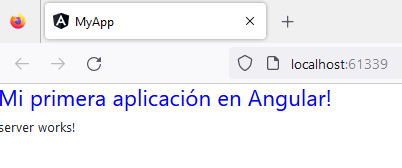 MyApp
localhost:61339
Mi primera aplicación en Angular!
server works!